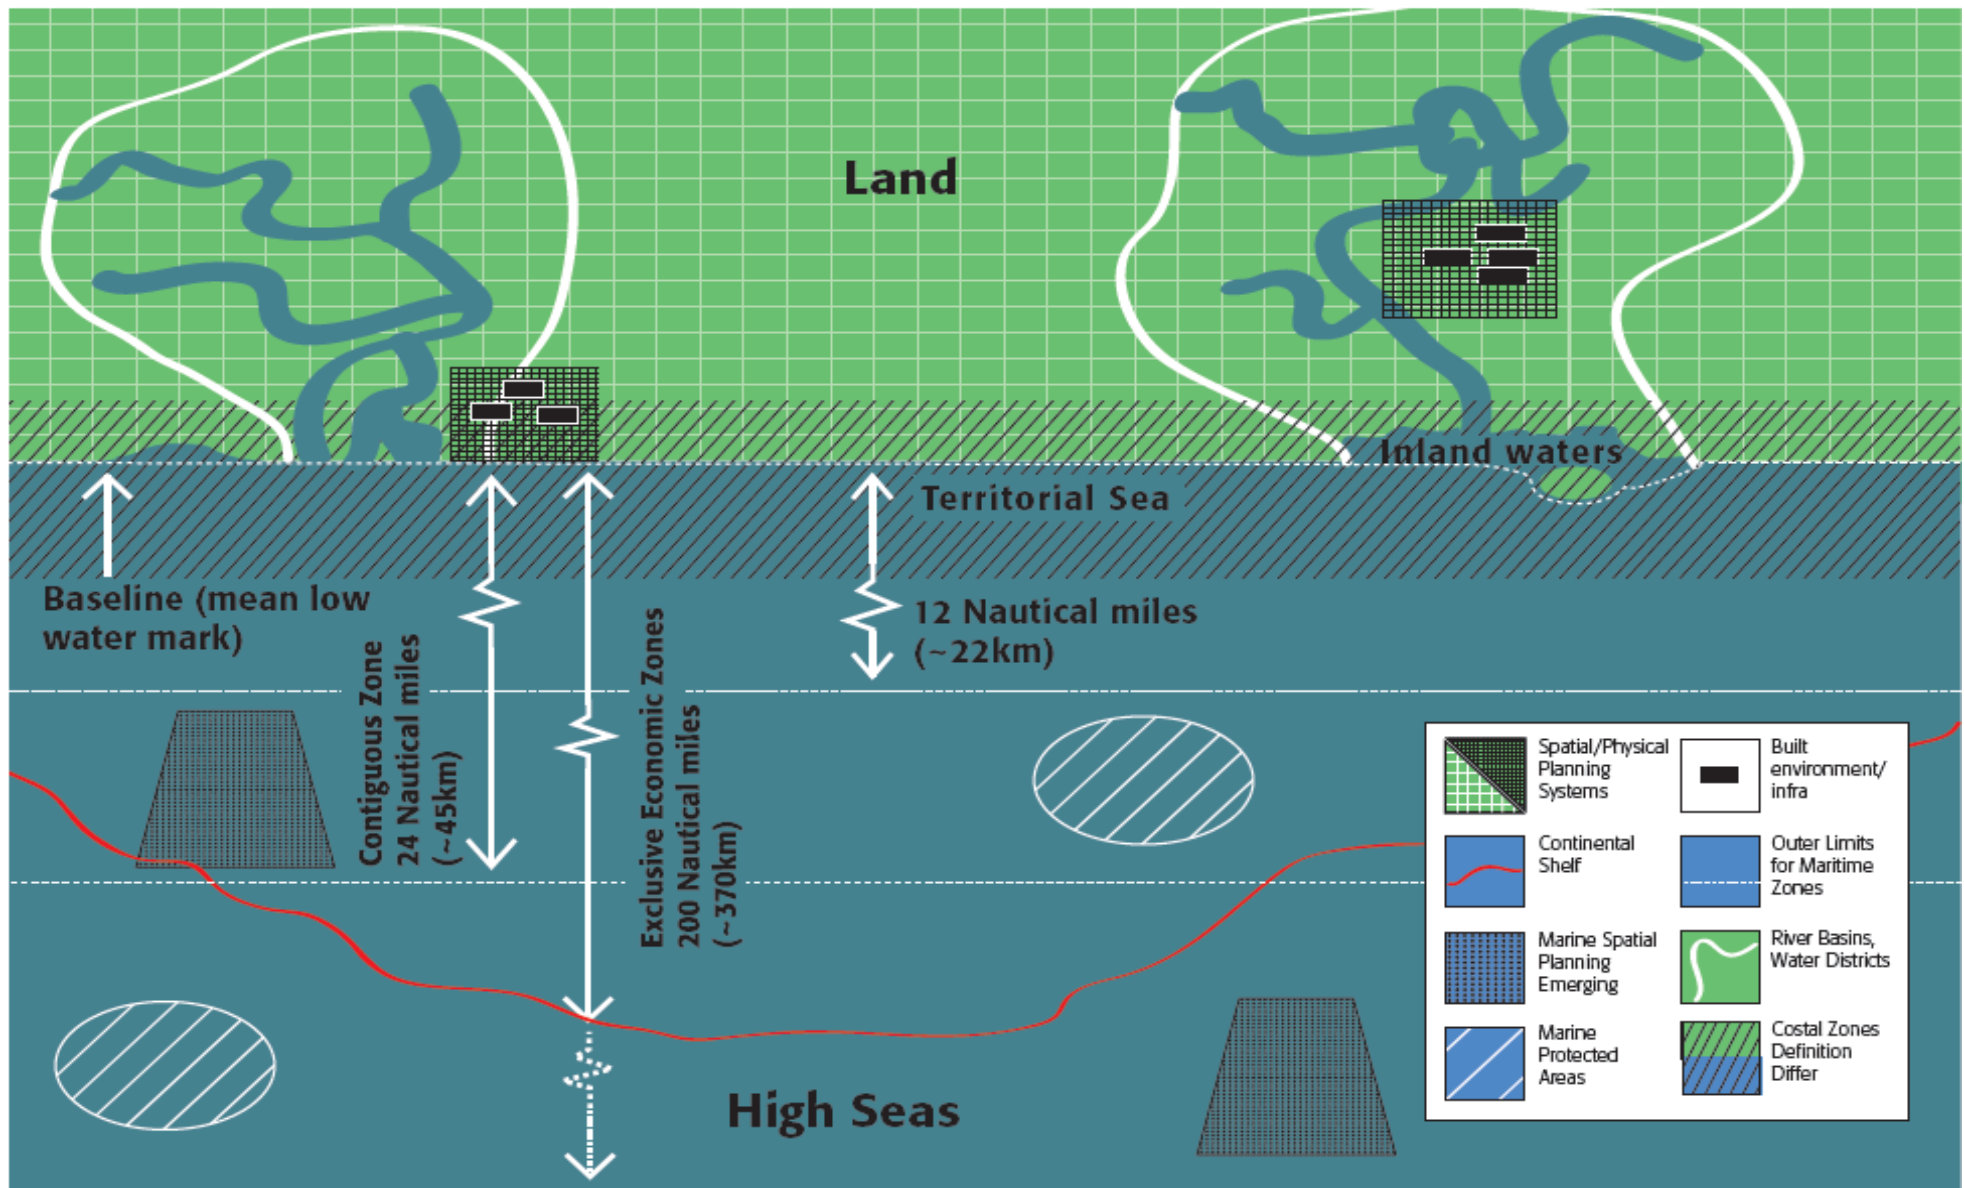 Land
Inland waters
Territorial Sea
Baseline (mean low
water mark)
12 Nautical miles
(~22km)
Contiguous Zone
24 Nautical miles
(~45km)
Exclusive Economic Zones
200 Nautical miles
(~370km)
High Seas
Spatial/Physical
Planning
Systems
Built
environment/
infra
Continental
Shelf
Outer Limits
for Maritime
Zones
Marine Spatial
Planning
Emerging
River Basins,
Water Districts
Marine
Protected
Areas
Costal Zones
Definition
Differ